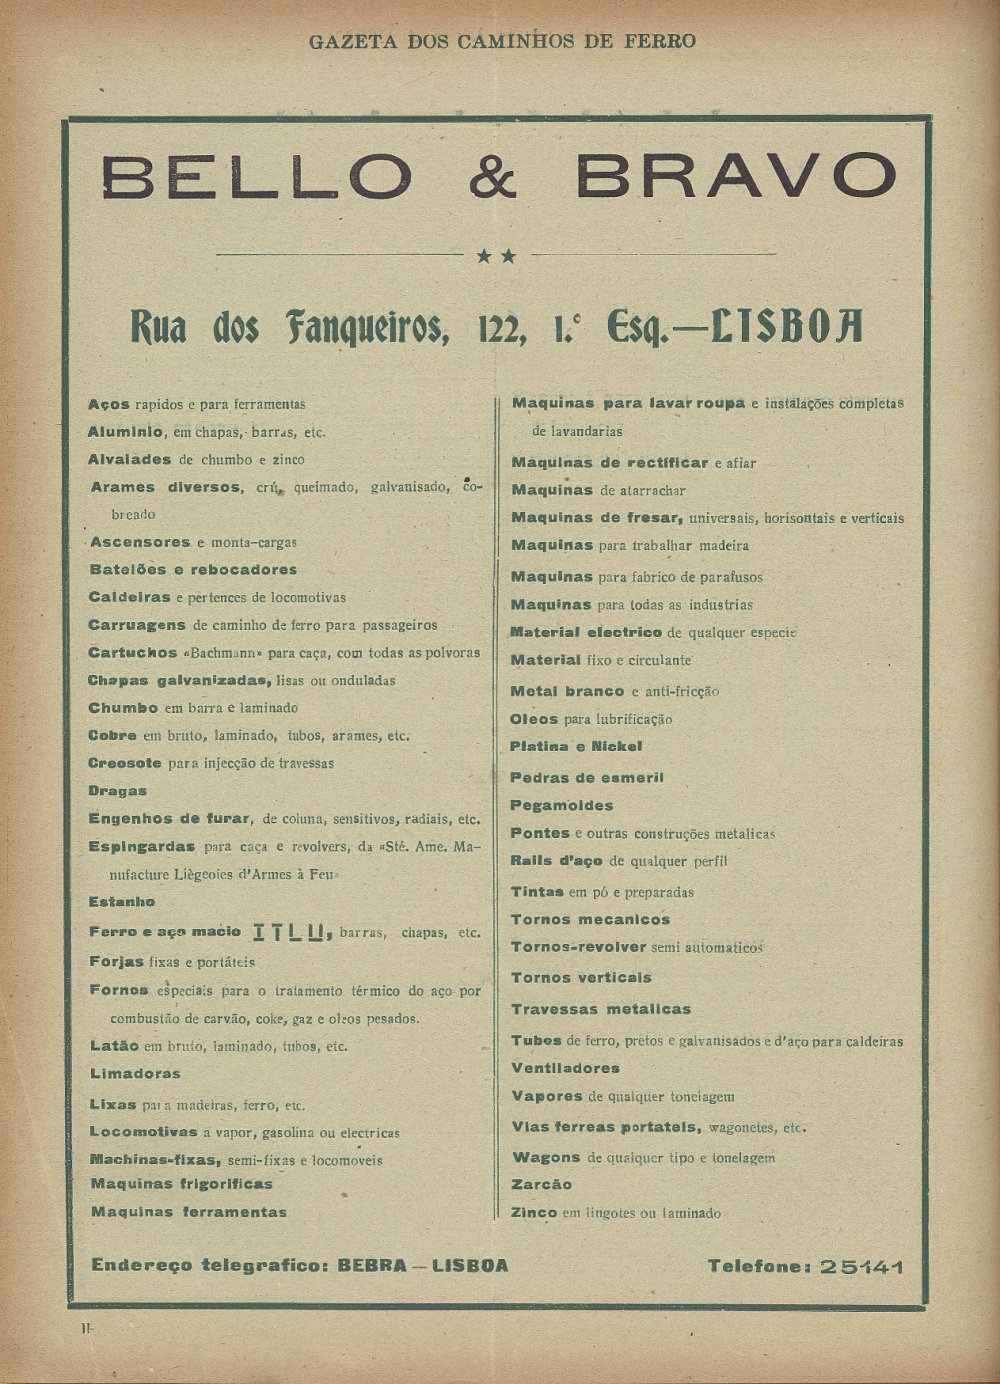 GAZETA DOS CAMINHOS DE FERRO
BELLO & BRAVO
Rua dos Fanqueiros, 122, 1.º Esq.—LISBOA
Aços rapidos e para ferramentas
Aluminio, em chapas, barras, etc.
Alvaiades de chumbo e zinco
Arames diversos, crú, queimado, galvanisado, co-
breado
Ascensores e monta-cargas
Batelões e rebocadores
Caldeiras e pertences de locomotivas
Carruagens de caminho de ferro para passageiros
Cartuchos «Bachmann» para caça, com todas as polvoras
Chapas galvanizadas, lisas ou onduladas
Chumbo em barra e laminado
Cobre em bruto, laminado, tubos, arames, etc.
Creosote para injecção de travessas
Dragas
Engenhos de furar, de coluna, sensitivos, radiais, etc.
Espingardas para caça e revolvers, da «Sté. Ame. Ma-
nufacture Liègeoies d'Armes à Feu»
Estanho
Ferro e aço macio I T L U, barras, chapas, etc.
Forjas fixas e portáteis
Fornos especiais para o tratamento térmico do aço por
combustão de carvão, coke, gaz e oleos pesados.
Latão em bruto, laminado, tubos, etc.
Limadoras
Lixas para madeiras, ferro, etc.
Locomotivas a vapor, gasolina ou electricas
Machinas-fixas, semi-fixas e locomoveis
Maquinas frigorificas
Maquinas ferramentas
Maquinas para lavar roupa e instalações completas
de lavandarias
Maquinas de rectificar e afiar
Maquinas de atarrachar
Maquinas de fresar, universais, horisontais e verticais
Maquinas para trabalhar madeira
Maquinas para fabrico de parafusos
Maquinas para todas as industrias
Material electrico de qualquer especie
Material fixo e circulante
Metal branco e anti-fricção
Oleos para lubrificação
Platina e Nickel
Pedras de esmeril
Pegamoides
Pontes e outras construções metalicas
Rails d'aço de qualquer perfil
Tintas em pó e preparadas
Tornos mecanicos
Tornos-revolver semi automaticos
Tornos verticais
Travessas metalicas
Tubos de ferro, pretos e galvanisados e d'aço para caldeiras
Ventiladores
Vapores de qualquer tonelagem
Vias ferreas portateis, wagonetes, etc.
Wagons de qualquer tipo e tonelagem
Zarcão
Zinco em lingotes ou laminado
Endereço telegrafico: BEBRA — LISBOA
Telefone: 25141
II-